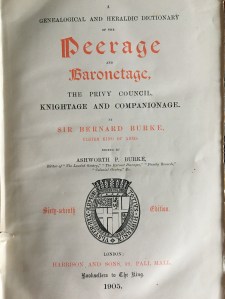 A
GENEALOGICAL AND HERALDIC DICTIONARY
OF THE
Peerage
AND
Baronetage,
THE PRIVY COUNCIL,
KNIGHTAGE AND COMPANIONAGE.
BY
SIR BERNARD BURKE,
ULSTER KING OF ARMS.
EDITED BY
ASHWORTH P. BURKE,
Sixty-seventh Edition.
LONDON:
HARRISON AND SONS, 59, PALL MALL,
Booksellers to The King.
1905.